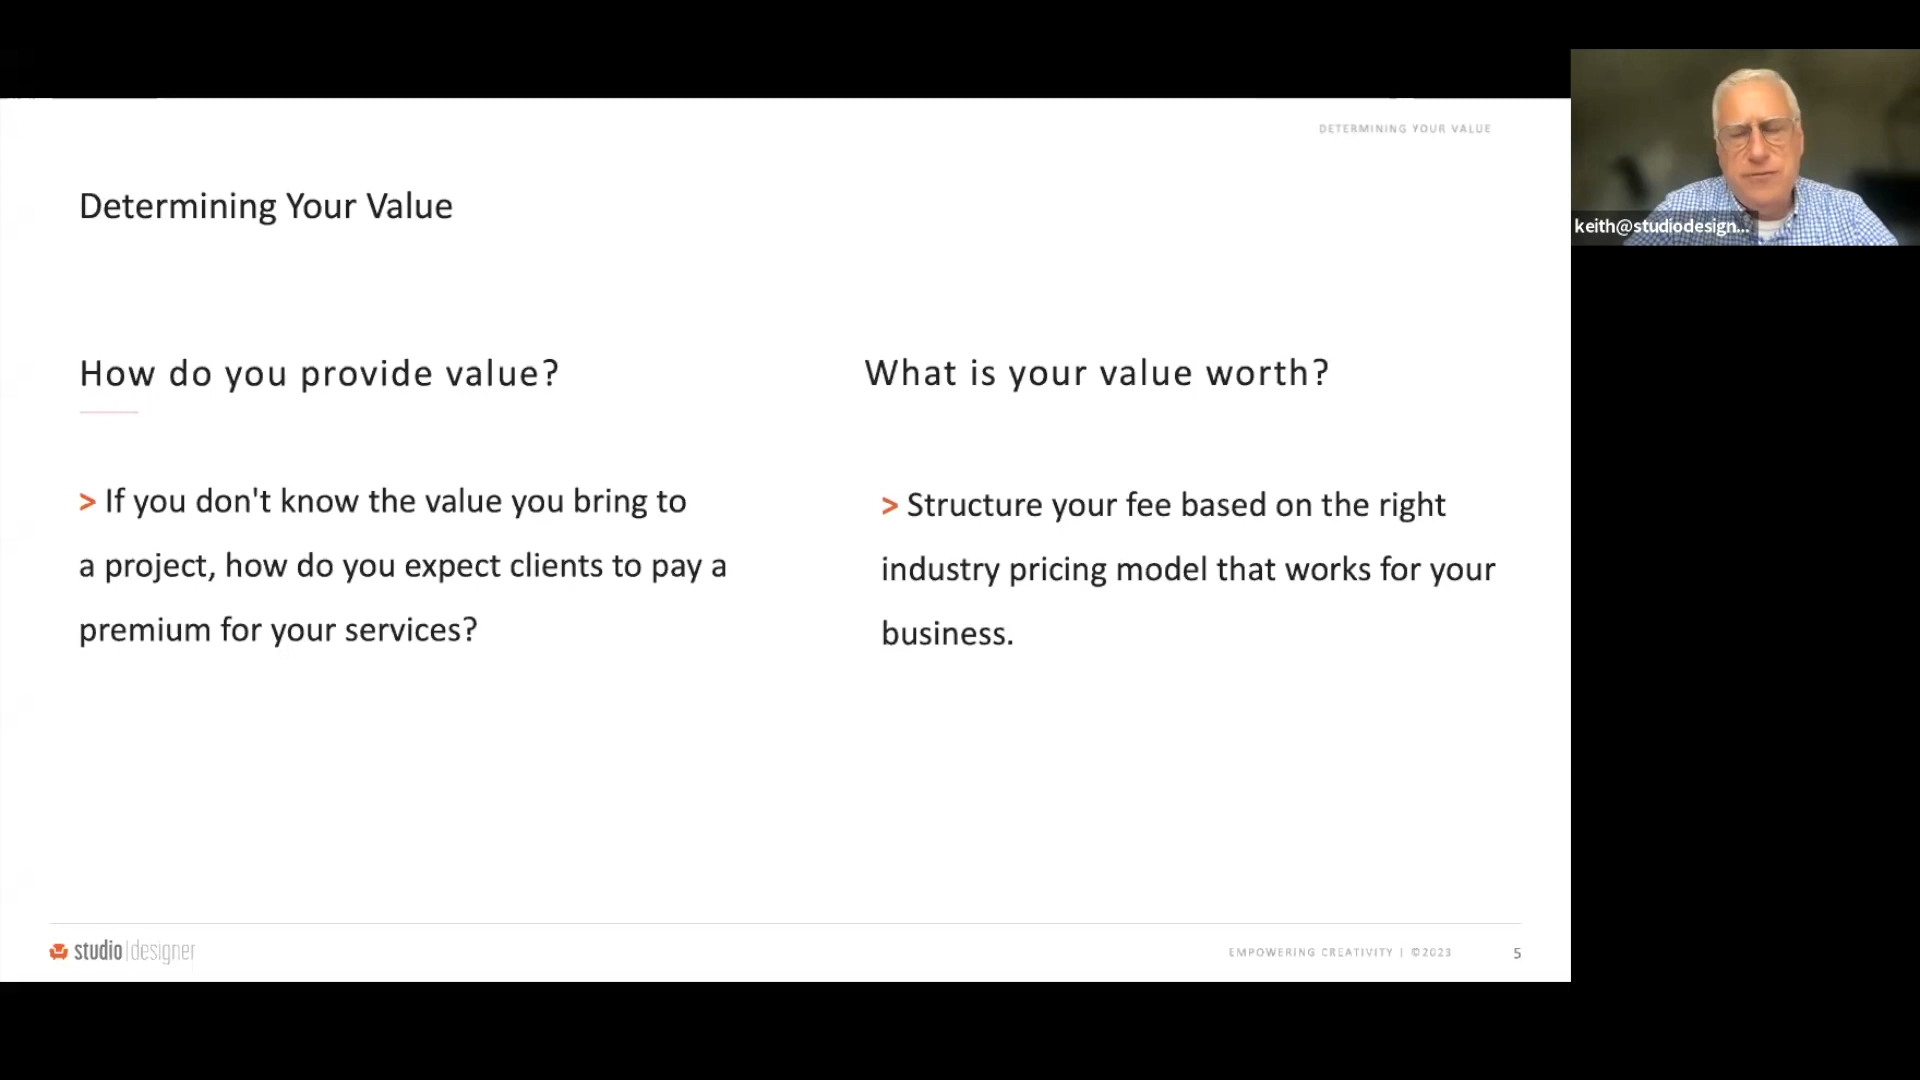 DETERMINING YOUR VALUE
Determining Your Value
How do you provide value?
> If you don't know the value you bring to
a project, how do you expect clients to pay a
premium for your services?
What is your value worth?
> Structure your fee based on the right
industry pricing model that works for your
business.
studio|designer
EMPOWERING CREATIVITY | ©2023
5
keith@studiodesign...